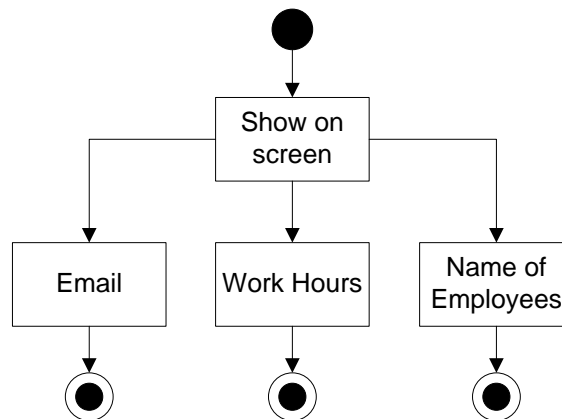 Show on
screen
Email
Work Hours
Name of
Employees